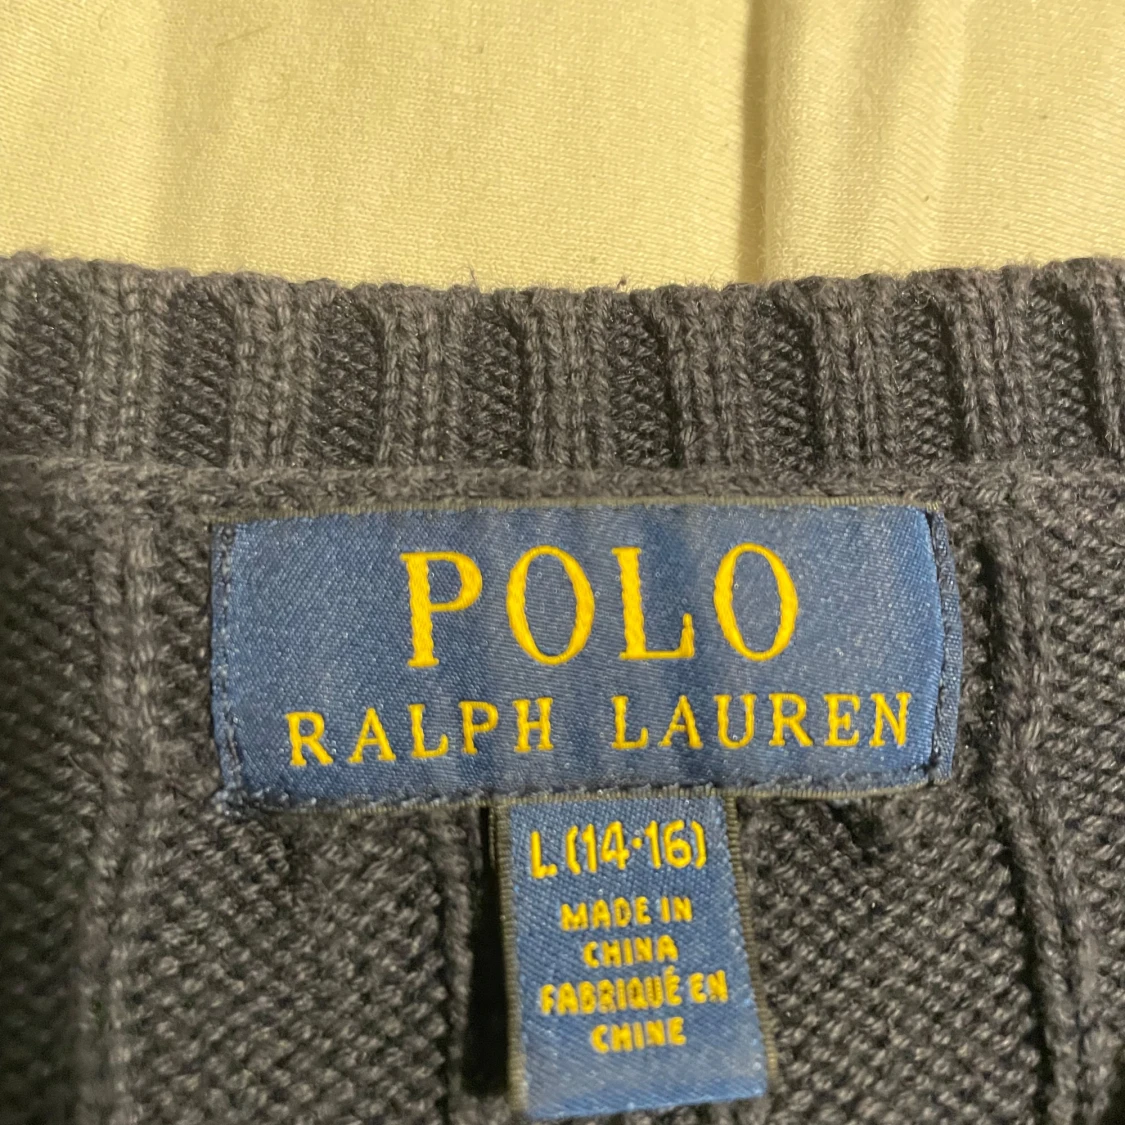 POLO
RALPH LAUREN
L (14·16)
MADE IN
CHINA
FABRIQUÉ EN
CHINE